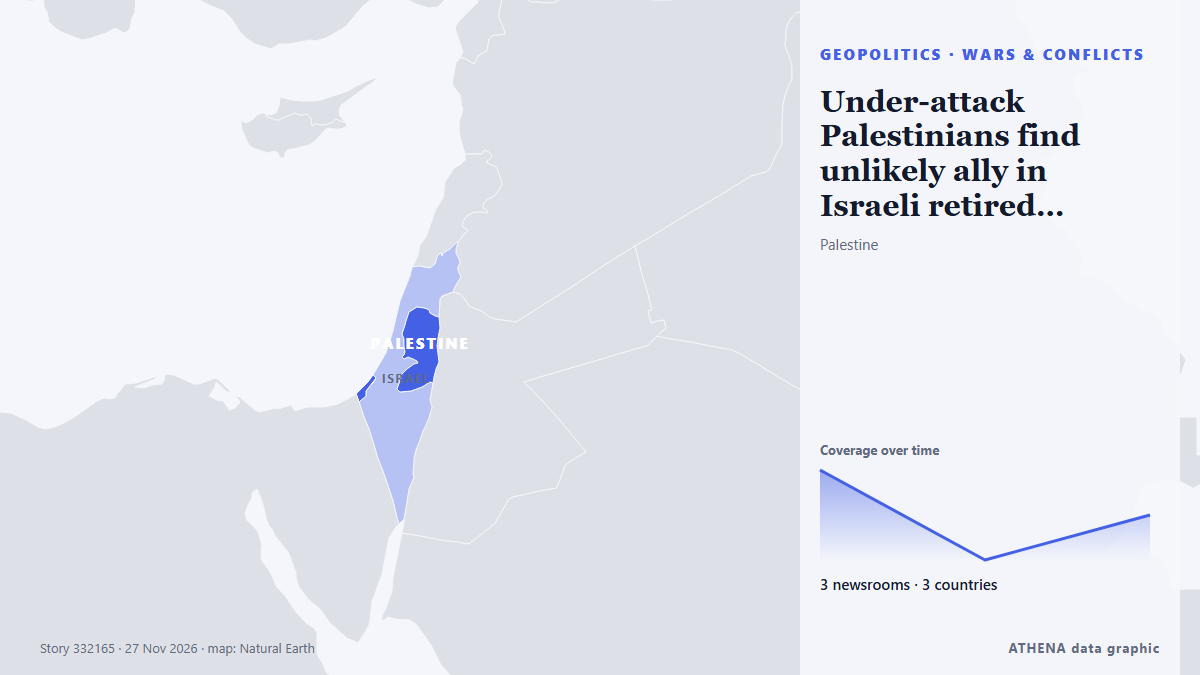 GEOPOLITICS · WARS & CONFLICTS
Under-attack
Palestinians find
unlikely ally in
Israeli retired...
Palestine
PALESTINE
ISRAEL
Coverage over time
3 newsrooms · 3 countries
Story 332165 · 27 Nov 2026 · map: Natural Earth
ATHENA data graphic